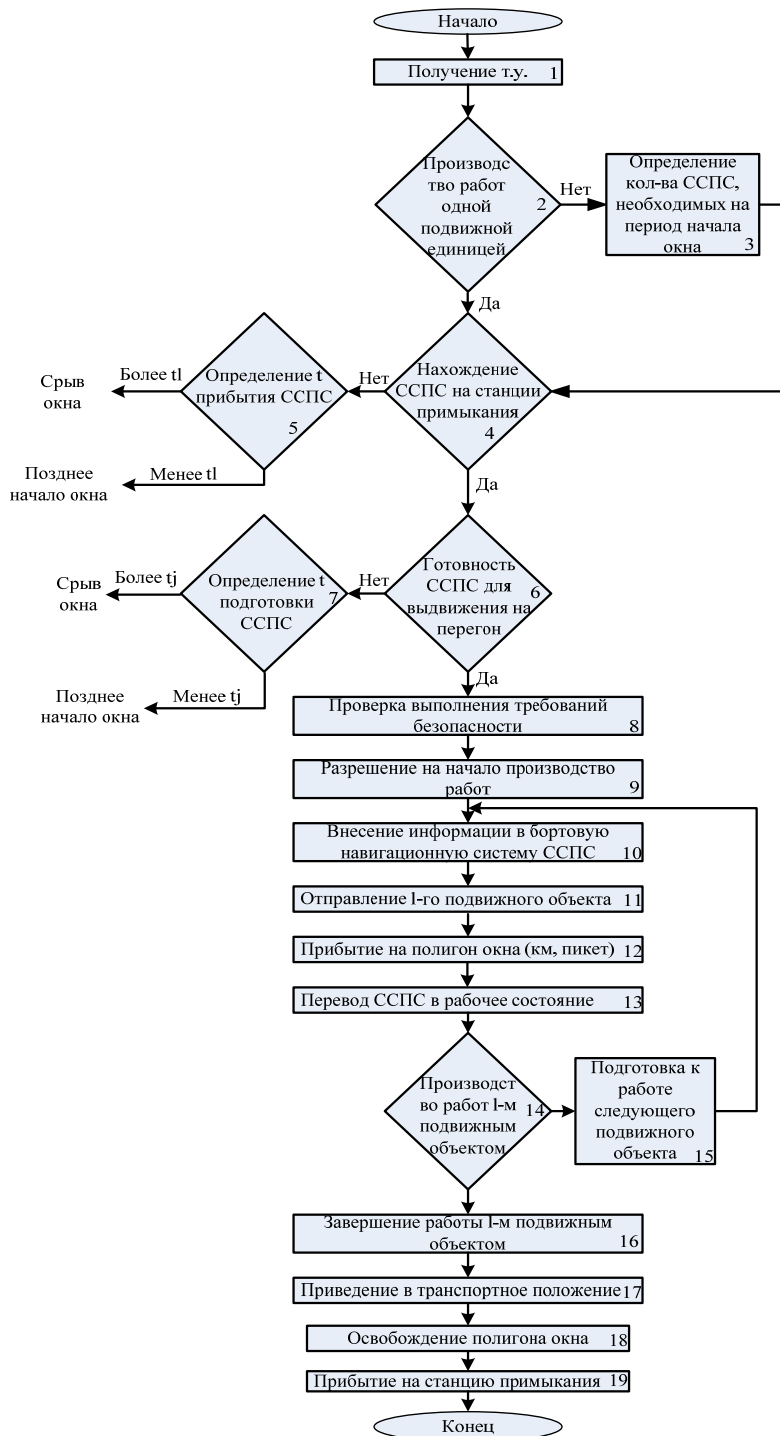 Начало
Получение т.у. 1
Производс
тво работ
одной
подвижной
единицей
2
Нет
Определение
кол-ва ССПС,
необходимых на
период начала
окна
3
Да
Нахождение
ССПС на станции
примыкания
4
Нет
Определение t
прибытия ССПС
5
Более tl
Срыв
окна
Менее tl
Позднее
начало окна
Да
Готовность
ССПС для
выдвижения на
перегон
6
Нет
Определение t
подготовки
ССПС
7
Более tj
Срыв
окна
Менее tj
Позднее
начало окна
Да
Проверка выполнения требований
безопасности
8
Разрешение на начало производство
работ
9
Внесение информации в бортовую
навигационную систему ССПС
10
Отправление l-го подвижного объекта 11
Прибытие на полигон окна (км, пикет) 12
Перевод ССПС в рабочее состояние 13
Производст
во работ l-м
подвижным
объектом
14
Подготовка к
работе
следующего
подвижного
объекта
15
Завершение работы l-м подвижным
объектом
16
Приведение в транспортное положение 17
Освобождение полигона окна 18
Прибытие на станцию примыкания 19
Конец